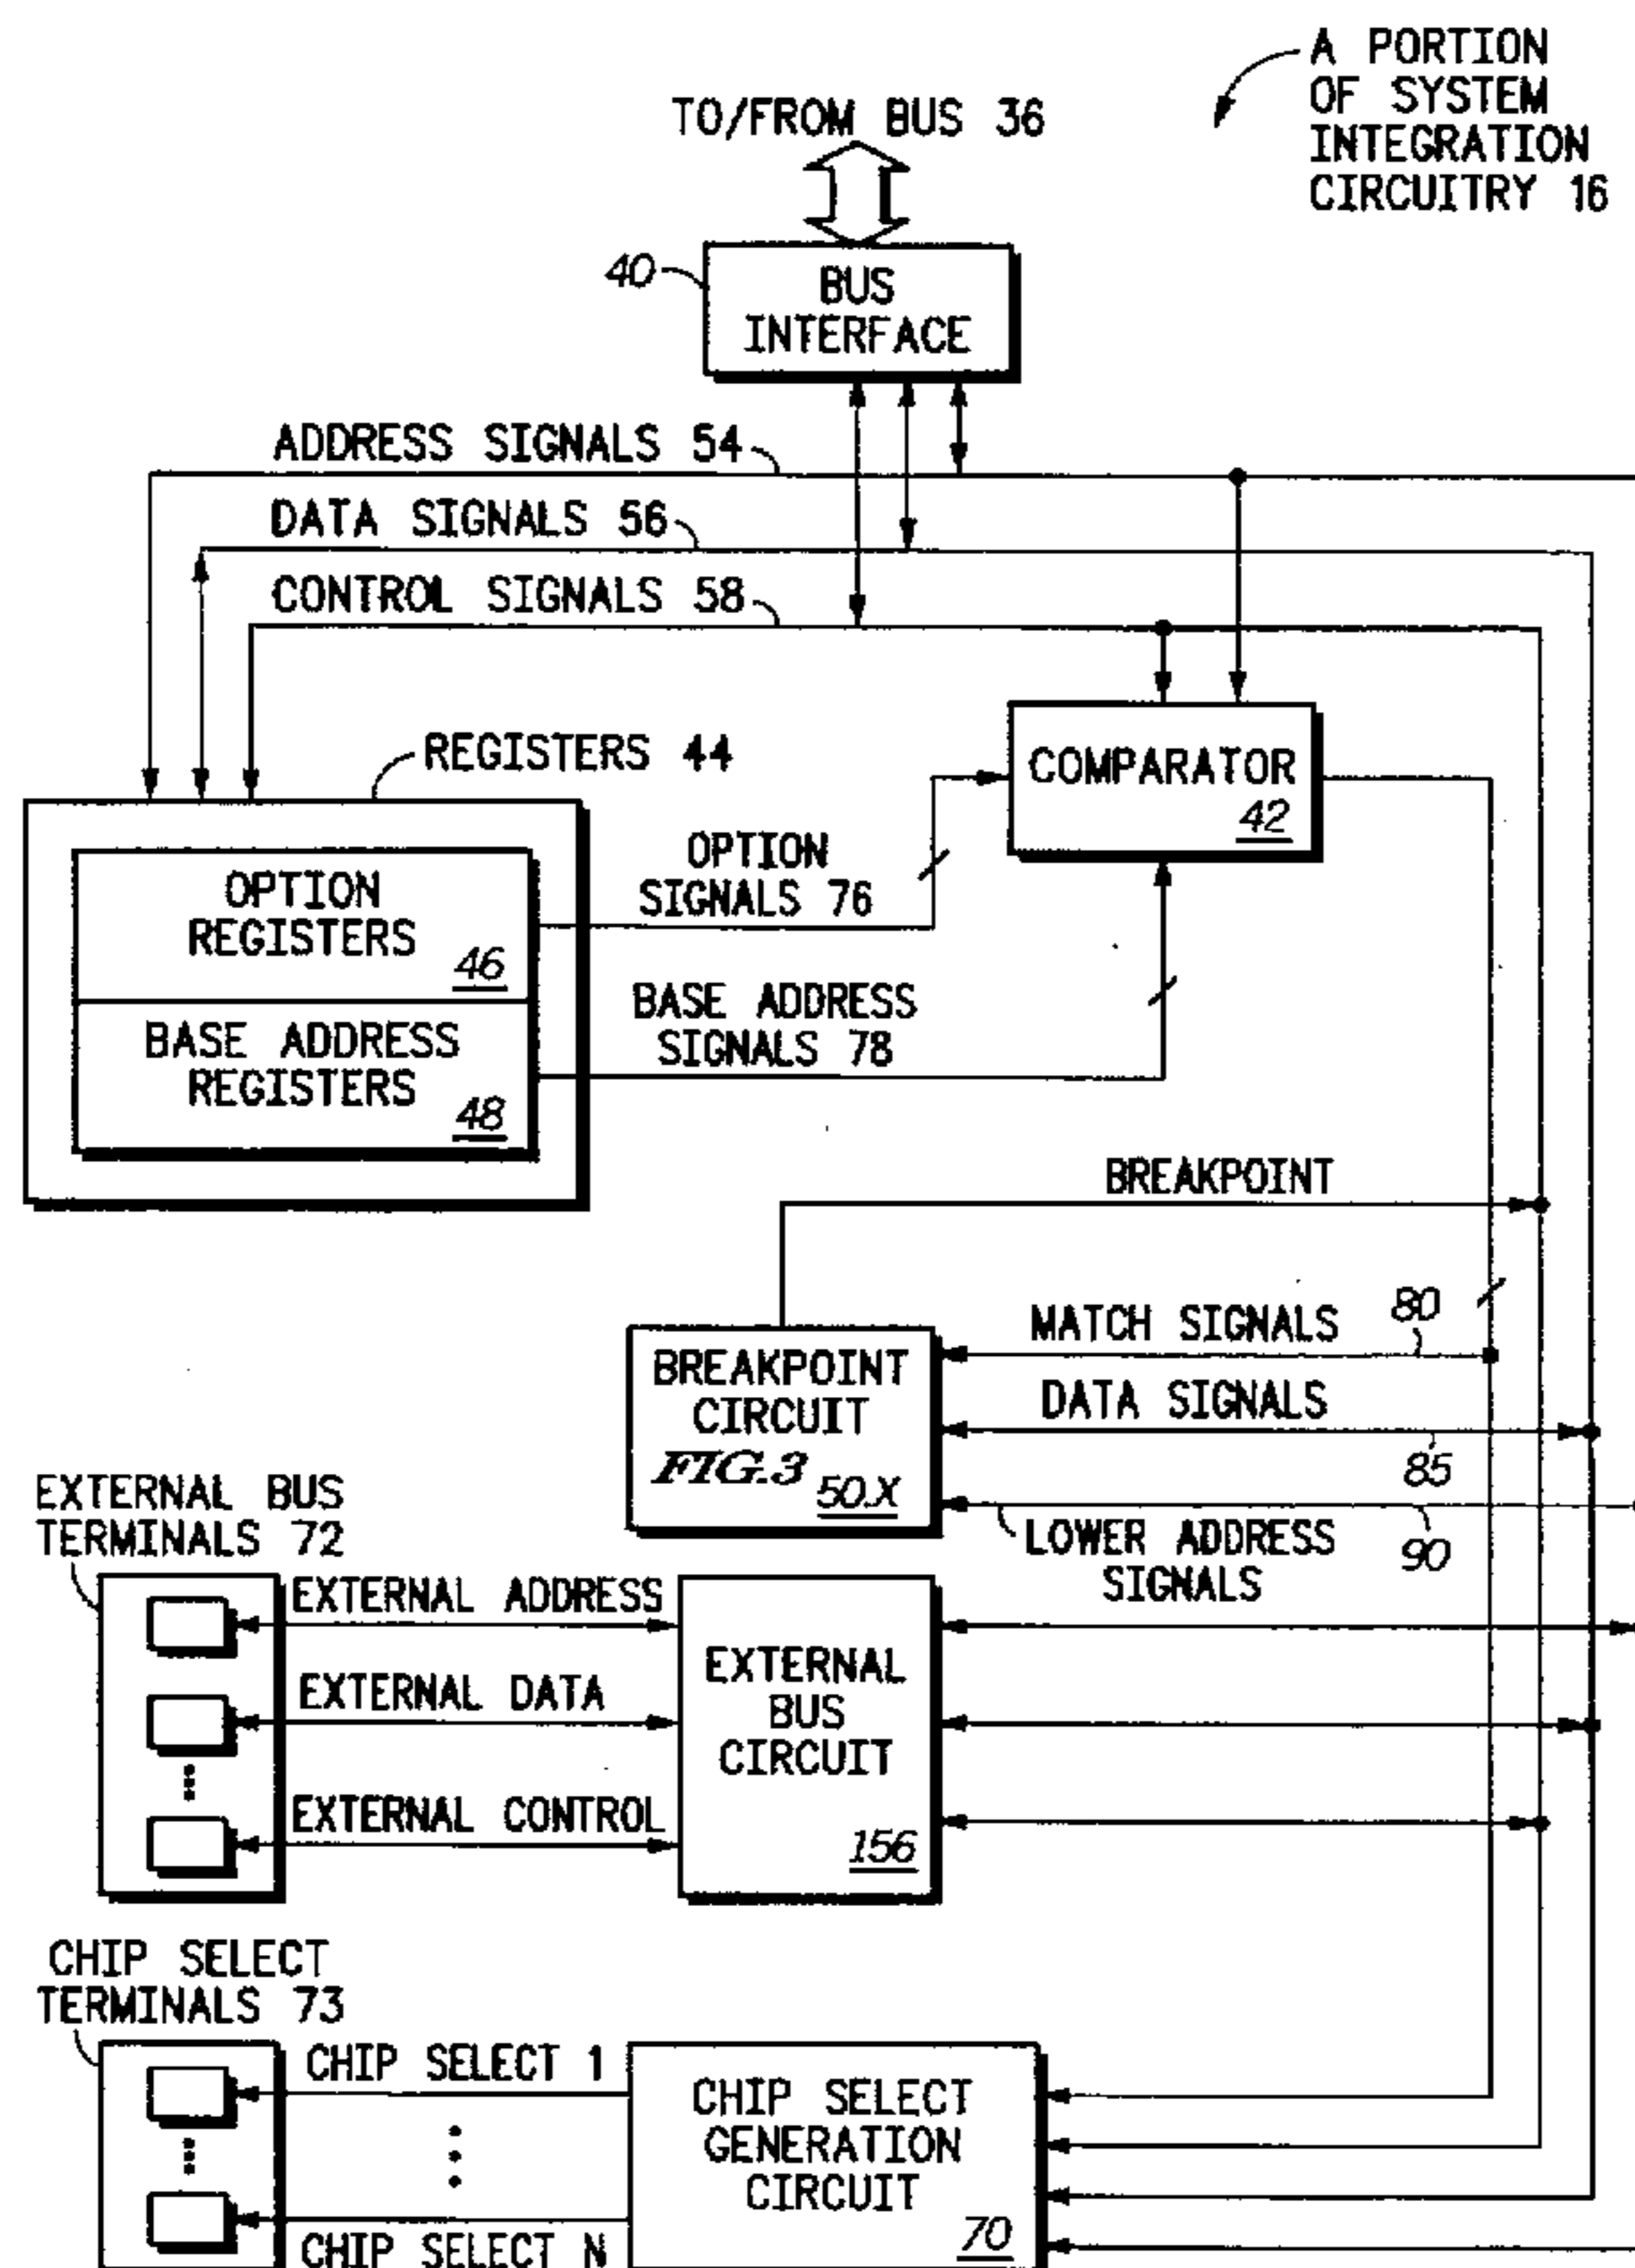 A PORTION
OF SYSTEM
INTEGRATION
CIRCUITRY 16
TO/FROM BUS 36
40
BUS
INTERFACE
ADDRESS SIGNALS 54
DATA SIGNALS 56
CONTROL SIGNALS 58
REGISTERS 44
COMPARATOR
42
OPTION
SIGNALS 76
OPTION
REGISTERS
46
BASE ADDRESS
SIGNALS 78
BASE ADDRESS
REGISTERS
48
BREAKPOINT
MATCH SIGNALS
80
BREAKPOINT
CIRCUIT
FIG.3
50.X
DATA SIGNALS
85
LOWER ADDRESS
SIGNALS
90
EXTERNAL BUS
TERMINALS 72
EXTERNAL ADDRESS
EXTERNAL DATA
EXTERNAL CONTROL
EXTERNAL
BUS
CIRCUIT
156
CHIP SELECT
TERMINALS 73
CHIP SELECT 1
CHIP SELECT N
CHIP SELECT
GENERATION
CIRCUIT
70